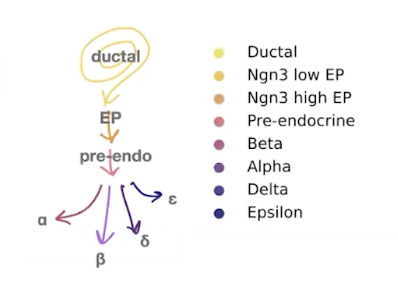 ductal
EP
pre-endo
α
β
δ
ε
Ductal
Ngn3 low EP
Ngn3 high EP
Pre-endocrine
Beta
Alpha
Delta
Epsilon